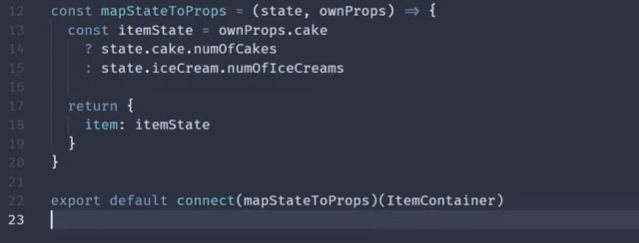 12 const mapStateToProps = (state, ownProps) => {
13   const itemState = ownProps.cake
14     ? state.cake.numOfCakes
15     : state.iceCream.numOfIceCreams
16
17   return {
18     item: itemState
19   }
20 }
21
22 export default connect(mapStateToProps)(ItemContainer)
23